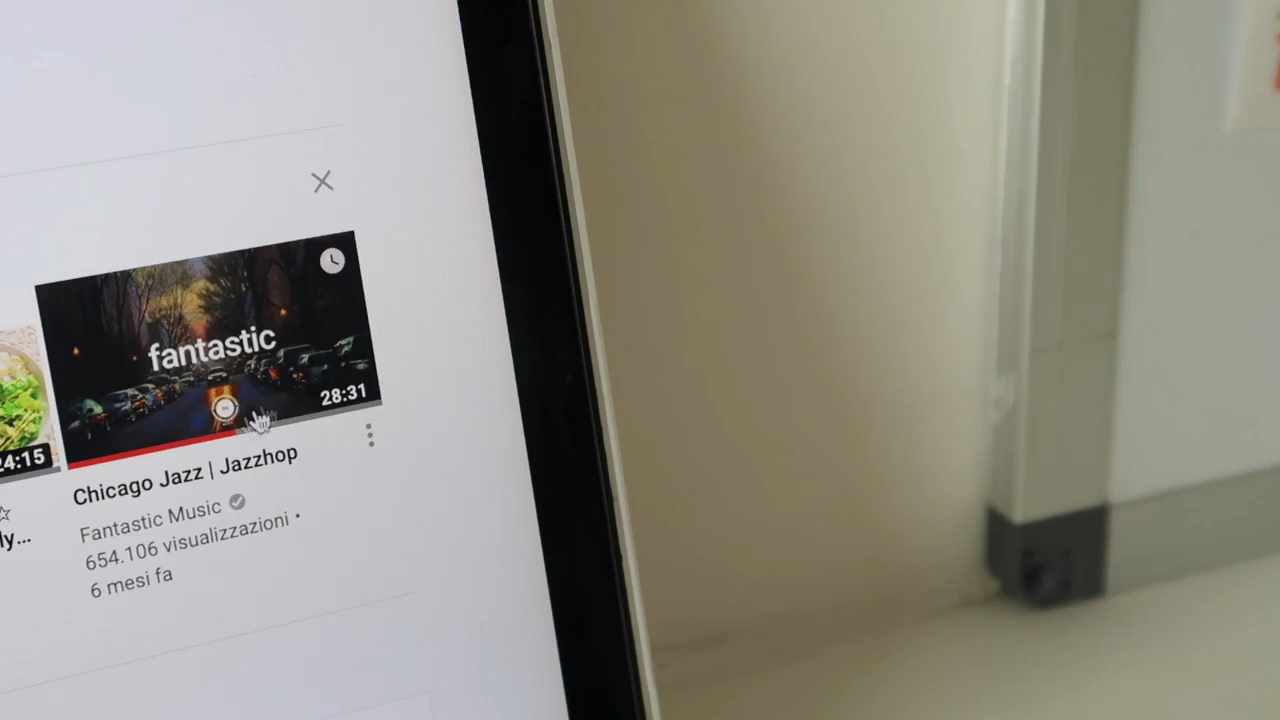 fantastic
28:31
24:15
Chicago Jazz | Jazzhop
Fantastic Music
654.106 visualizzazioni •
6 mesi fa
ly...